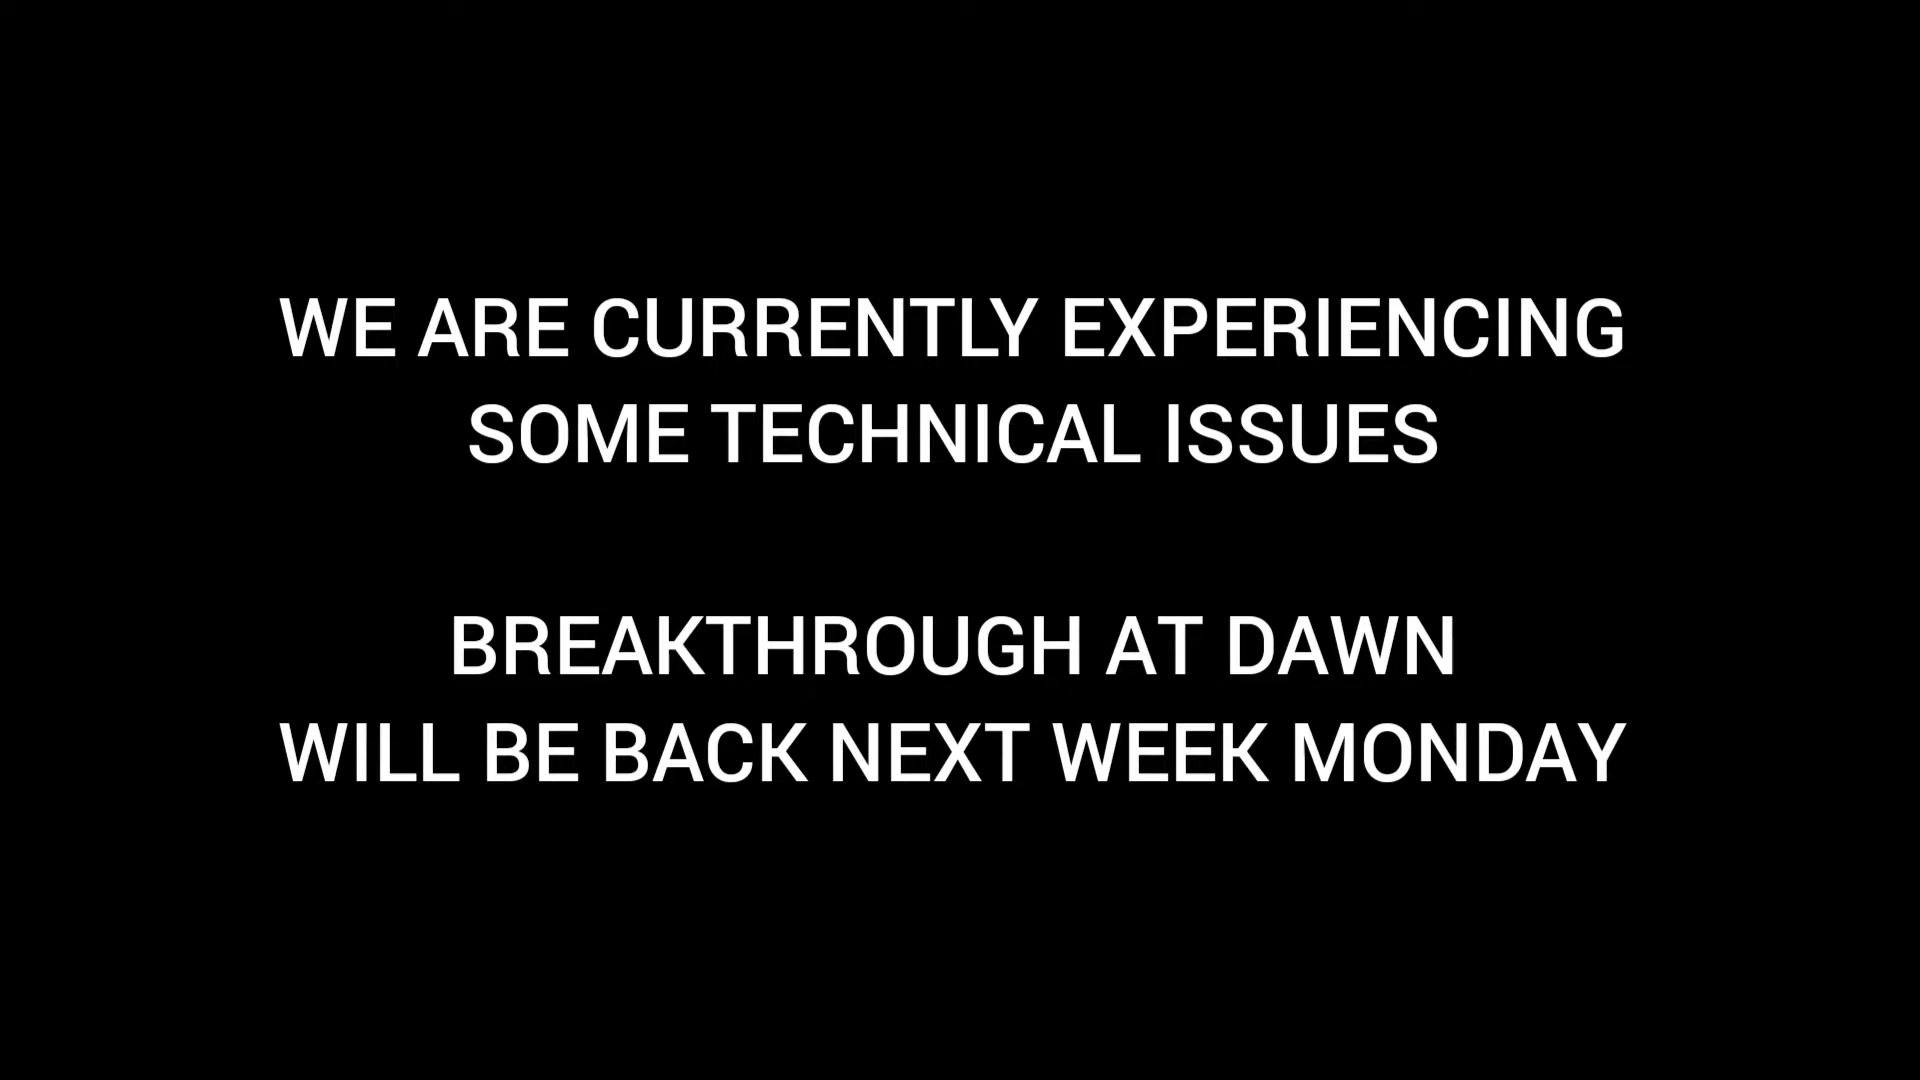 WE ARE CURRENTLY EXPERIENCING
SOME TECHNICAL ISSUES
BREAKTHROUGH AT DAWN
WILL BE BACK NEXT WEEK MONDAY